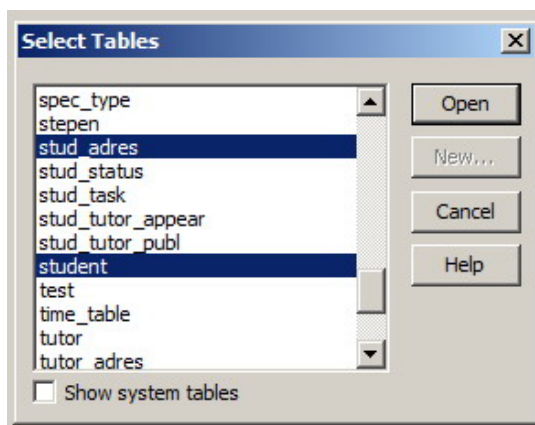 Select Tables
spec_type
stepen
stud_adres
stud_status
stud_task
stud_tutor_appear
stud_tutor_publ
student
test
time_table
tutor
tutor_adres
Open
New...
Cancel
Help
Show system tables